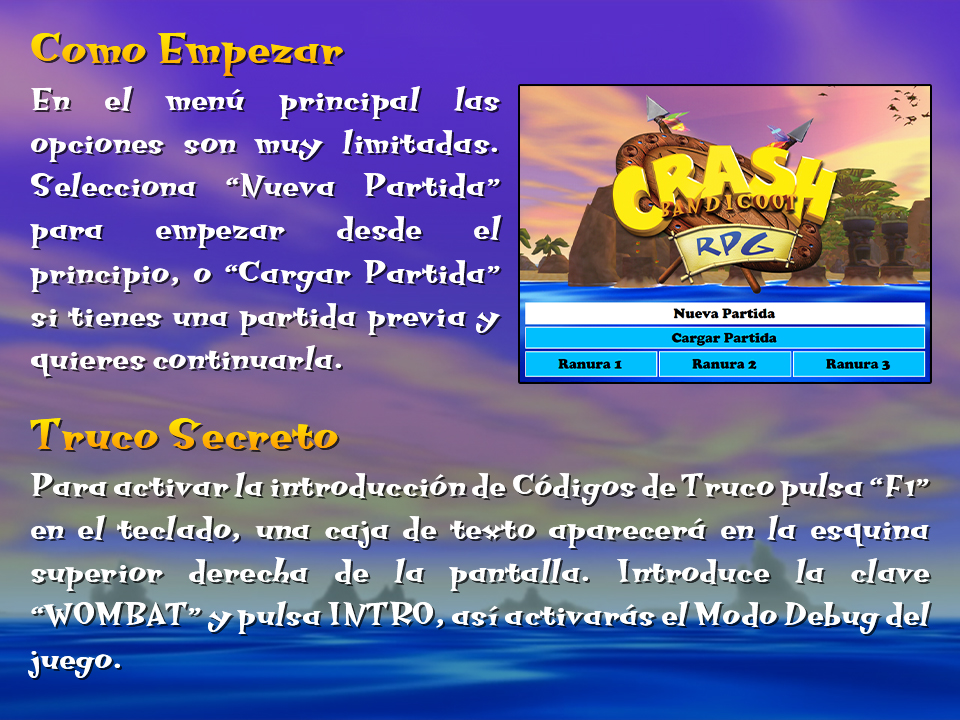 Como Empezar
En el menú principal las
opciones son muy limitadas.
Selecciona “Nueva Partida”
para empezar desde el
principio, o “Cargar Partida”
si tienes una partida previa y
quieres continuarla.
CRASH
BANDICOOT
RPG
Nueva Partida
Cargar Partida
Ranura 1 Ranura 2 Ranura 3
Truco Secreto
Para activar la introducción de Códigos de Truco pulsa “F1”
en el teclado, una caja de texto aparecerá en la esquina
superior derecha de la pantalla. Introduce la clave
“WOMBAT” y pulsa INTRO, así activarás el Modo Debug del
juego.